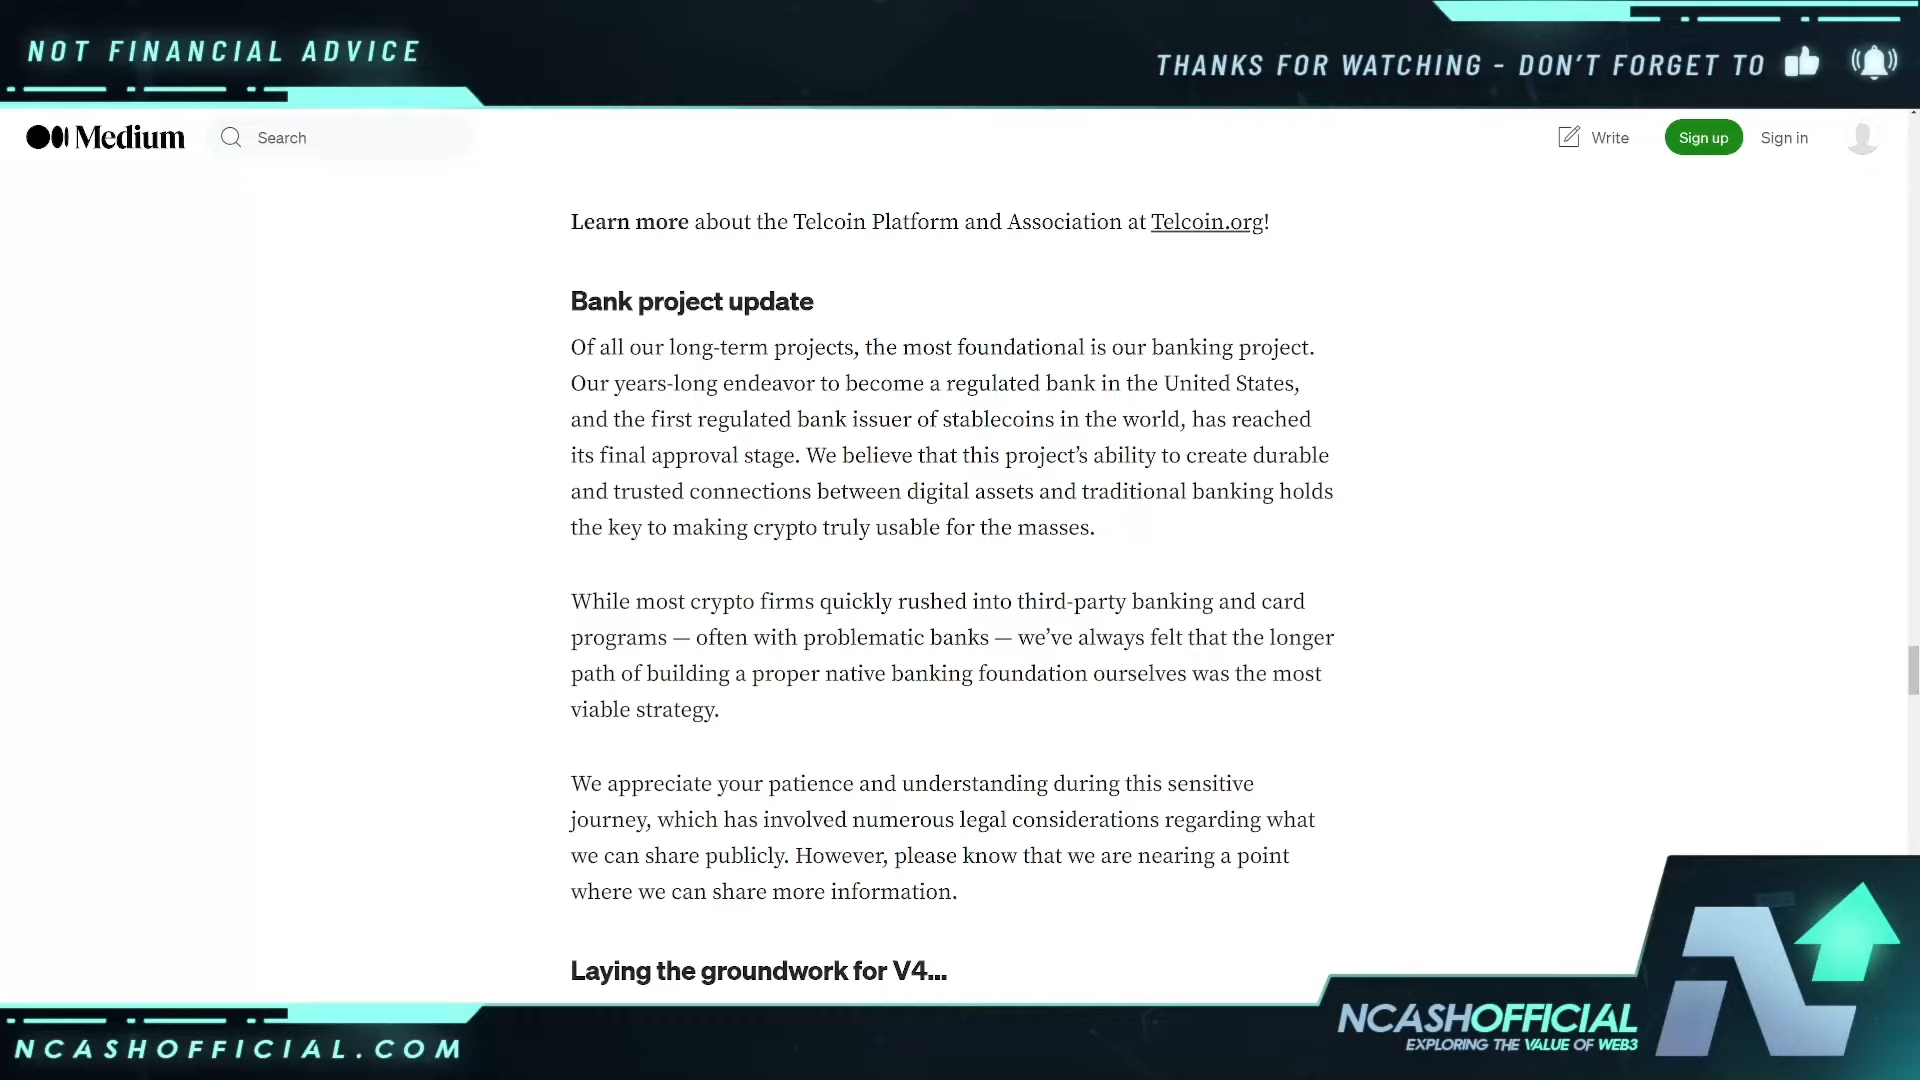 NOT FINANCIAL ADVICE
THANKS FOR WATCHING - DON'T FORGET TO
Medium
Search
Write
Sign up
Sign in
Learn more about the Telcoin Platform and Association at Telcoin.org!
Bank project update
Of all our long-term projects, the most foundational is our banking project.
Our years-long endeavor to become a regulated bank in the United States,
and the first regulated bank issuer of stablecoins in the world, has reached
its final approval stage. We believe that this project’s ability to create durable
and trusted connections between digital assets and traditional banking holds
the key to making crypto truly usable for the masses.
While most crypto firms quickly rushed into third-party banking and card
programs — often with problematic banks — we’ve always felt that the longer
path of building a proper native banking foundation ourselves was the most
viable strategy.
We appreciate your patience and understanding during this sensitive
journey, which has involved numerous legal considerations regarding what
we can share publicly. However, please know that we are nearing a point
where we can share more information.
Laying the groundwork for V4...
NCASHOFFICIAL.COM
NCASHOFFICIAL
EXPLORING THE VALUE OF WEB3